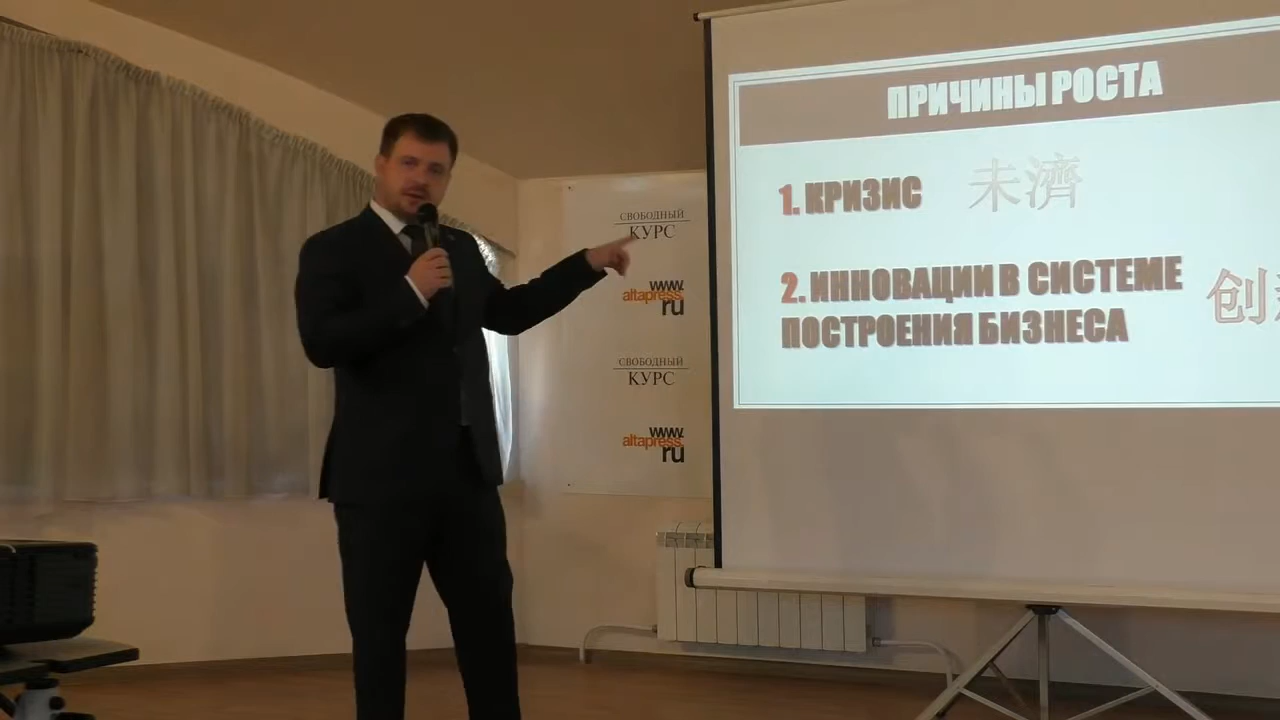 СВОБОДНЫЙ
КУРС
www.
altapress.
ru
СВОБОДНЫЙ
КУРС
www.
altapress.
ru
ПРИЧИНЫ РОСТА
1. КРИЗИС 未濟
2. ИННОВАЦИИ В СИСТЕМЕ
ПОСТРОЕНИЯ БИЗНЕСА
创